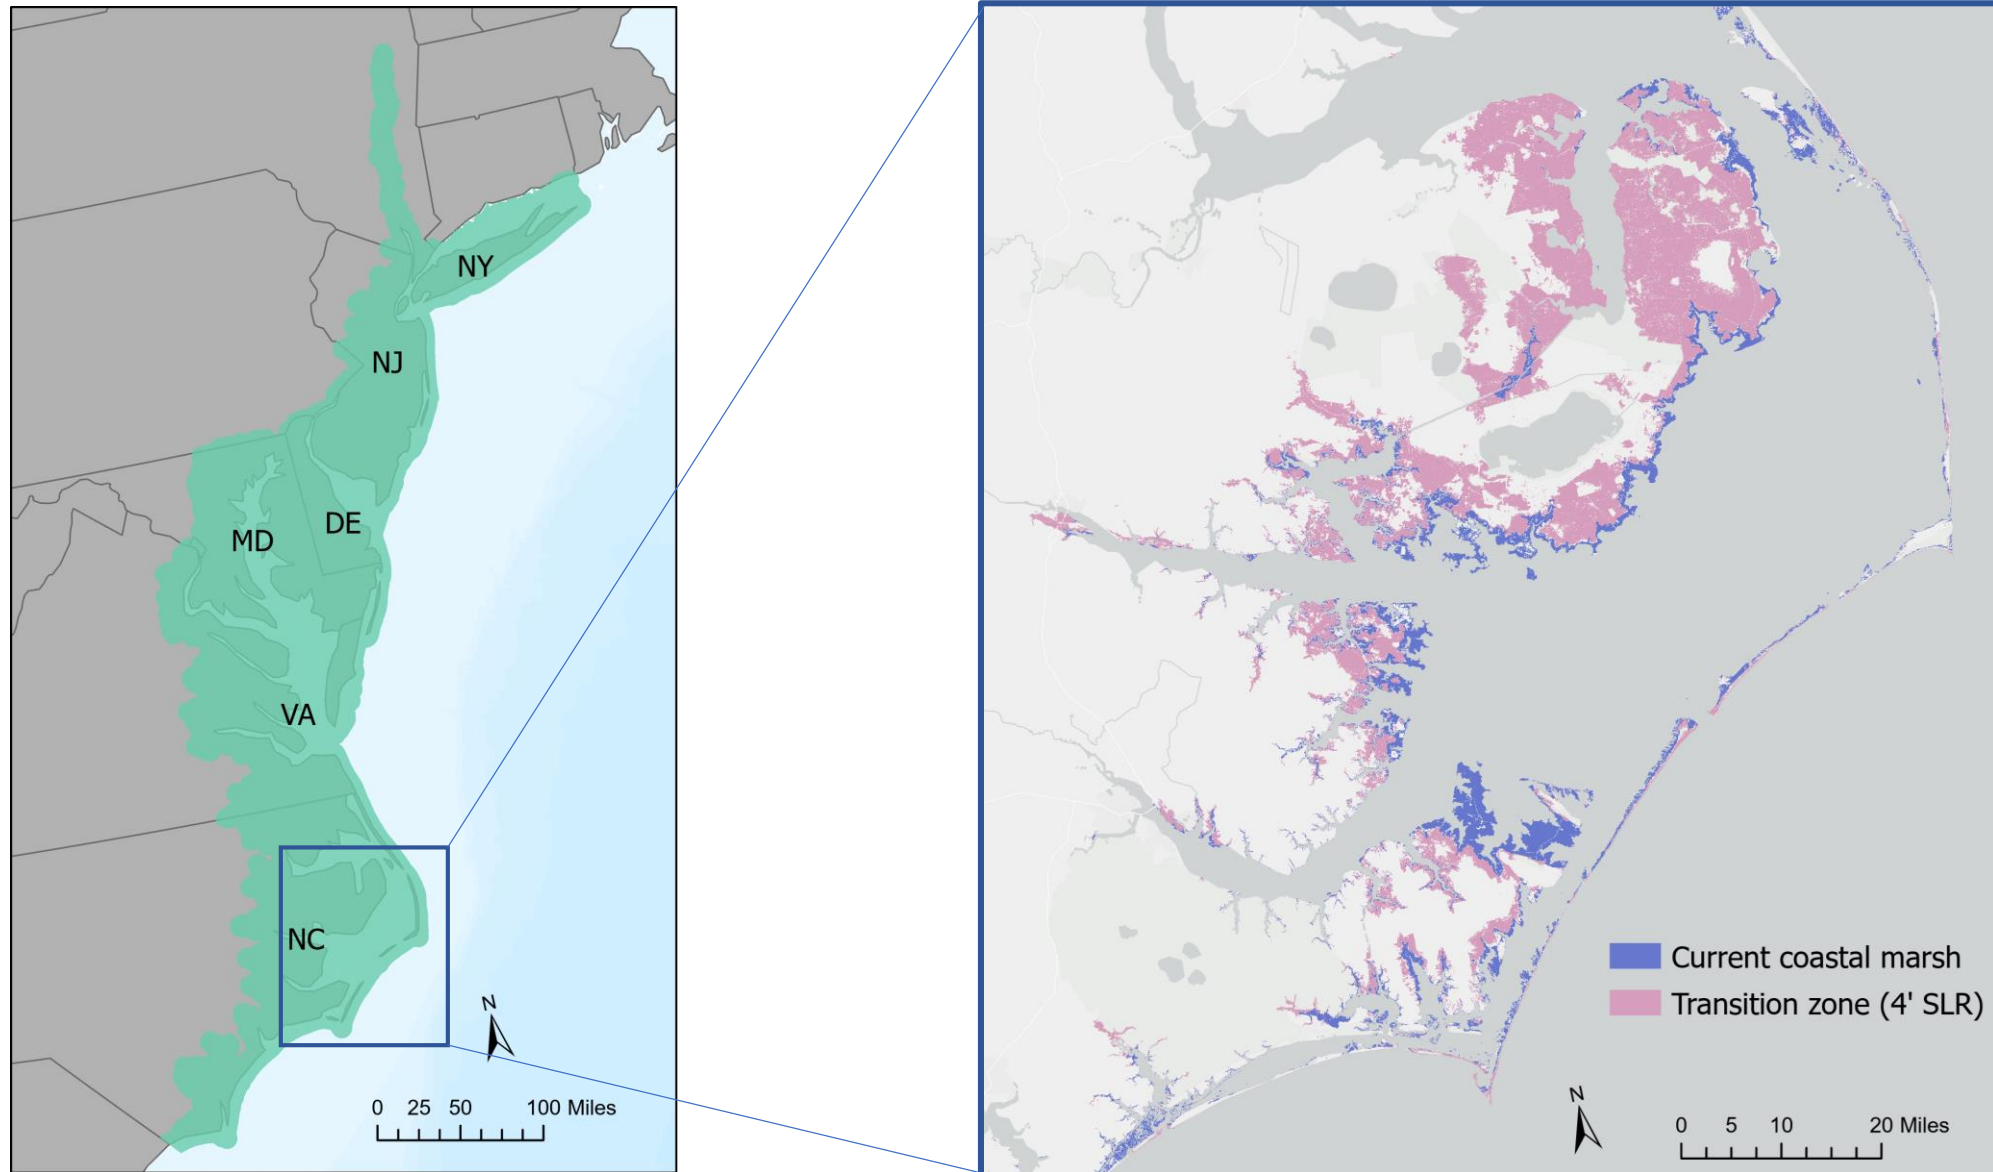 NY
NJ
DE
MD
VA
NC
N
0 25 50 100 Miles
Current coastal marsh
Transition zone (4' SLR)
N
0 5 10 20 Miles